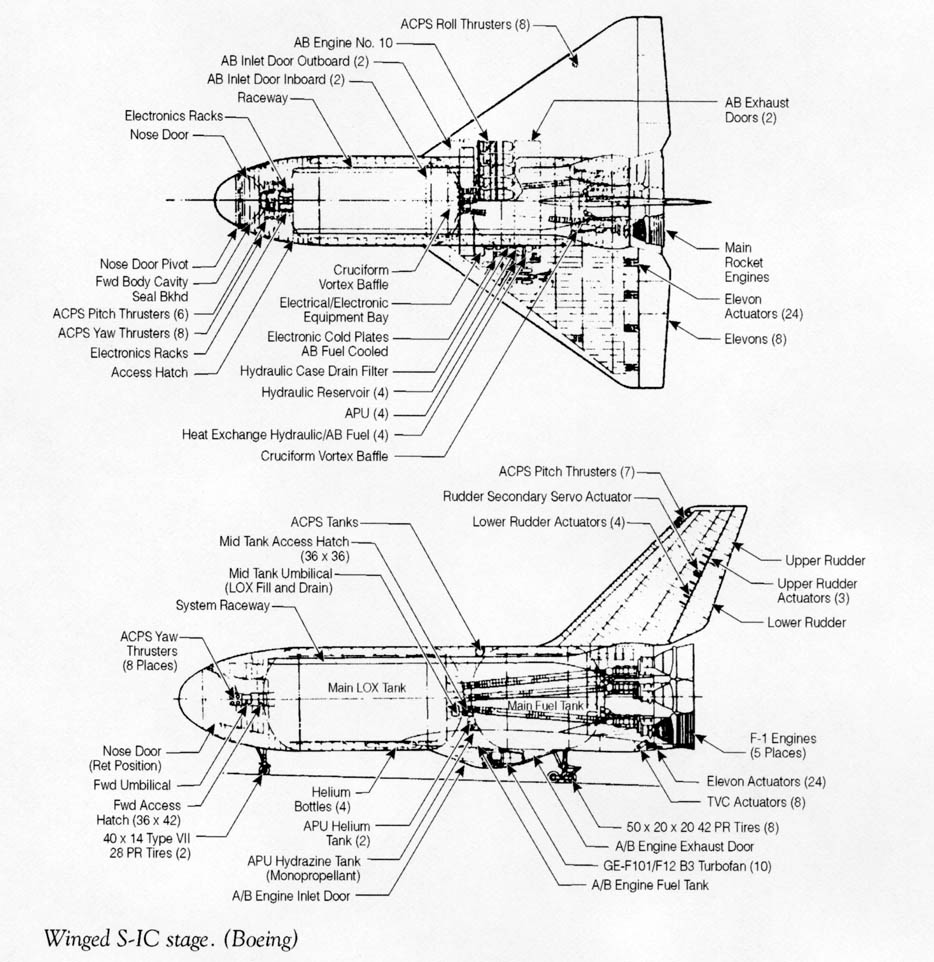 ACPS Roll Thrusters (8)
AB Engine No. 10
AB Inlet Door Outboard (2)
AB Inlet Door Inboard (2)
Raceway
Electronics Racks
Nose Door
AB Exhaust
Doors (2)
Nose Door Pivot
Fwd Body Cavity
Seal Bkhd
ACPS Pitch Thrusters (6)
ACPS Yaw Thrusters (8)
Electronics Racks
Access Hatch
Cruciform
Vortex Baffle
Electrical/Electronic
Equipment Bay
Electronic Cold Plates
AB Fuel Cooled
Hydraulic Case Drain Filter
Hydraulic Reservoir (4)
APU (4)
Heat Exchange Hydraulic/AB Fuel (4)
Cruciform Vortex Baffle
Main
Rocket
Engines
Elevon
Actuators (24)
Elevons (8)
ACPS Pitch Thrusters (7)
Rudder Secondary Servo Actuator
Lower Rudder Actuators (4)
ACPS Tanks
Mid Tank Access Hatch
(36 x 36)
Mid Tank Umbilical
(LOX Fill and Drain)
System Raceway
ACPS Yaw
Thrusters
(8 Places)
Upper Rudder
Upper Rudder
Actuators (3)
Lower Rudder
Main LOX Tank
Main Fuel Tank
Nose Door
(Ret Position)
Fwd Umbilical
Fwd Access
Hatch (36 x 42)
40 x 14 Type VII
28 PR Tires (2)
Helium
Bottles (4)
APU Helium
Tank (2)
APU Hydrazine Tank
(Monopropellant)
A/B Engine Inlet Door
F-1 Engines
(5 Places)
Elevon Actuators (24)
TVC Actuators (8)
50 x 20 x 20 42 PR Tires (8)
A/B Engine Exhaust Door
GE-F101/F12 B3 Turbofan (10)
A/B Engine Fuel Tank
Winged S-IC stage. (Boeing)